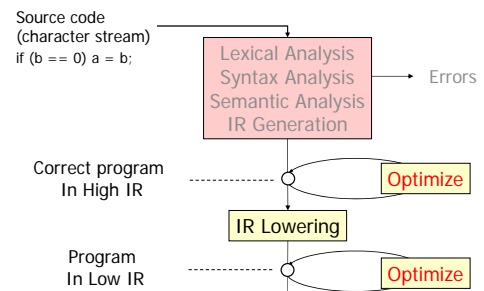 Source code
(character stream)
if (b == 0) a = b;
Lexical Analysis
Syntax Analysis
Semantic Analysis
IR Generation
Errors
Correct program
In High IR
Optimize
IR Lowering
Program
In Low IR
Optimize